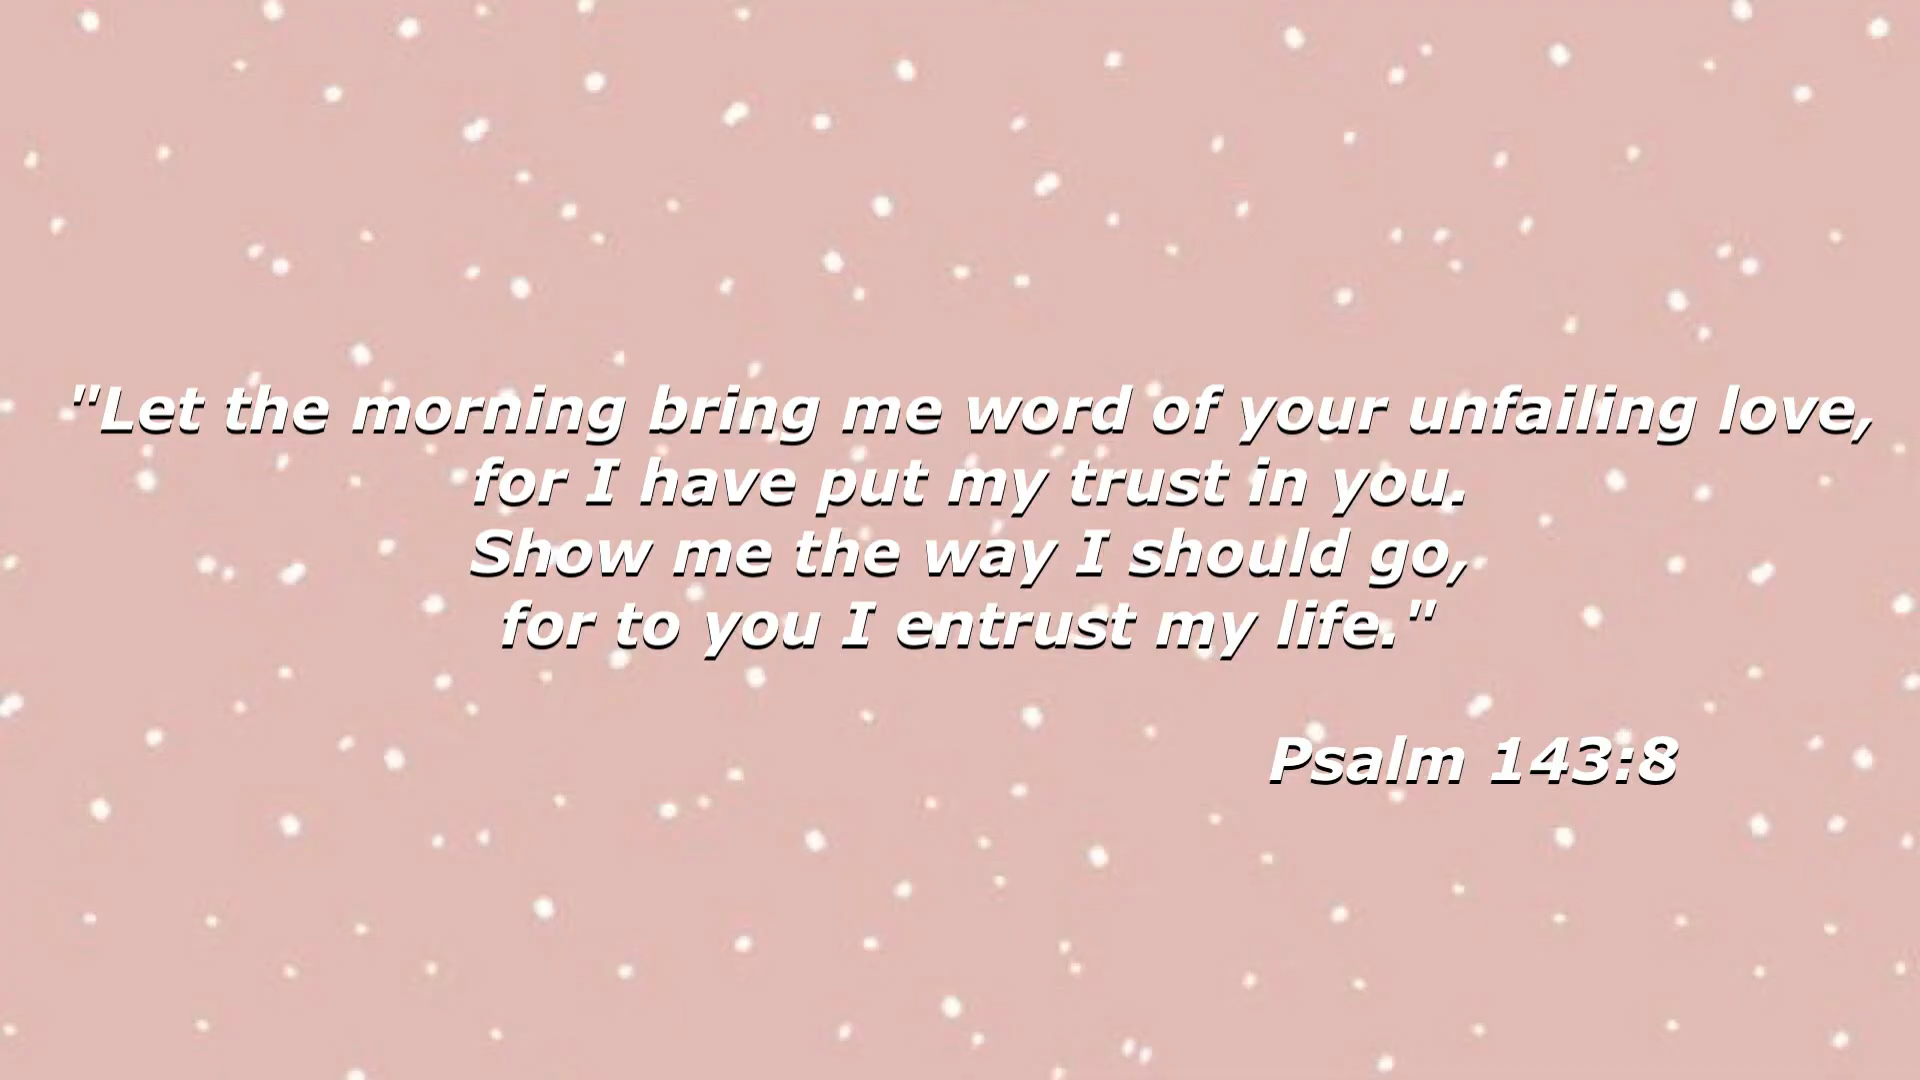 "Let the morning bring me word of your unfailing love,
for I have put my trust in you.
Show me the way I should go,
for to you I entrust my life."
Psalm 143:8